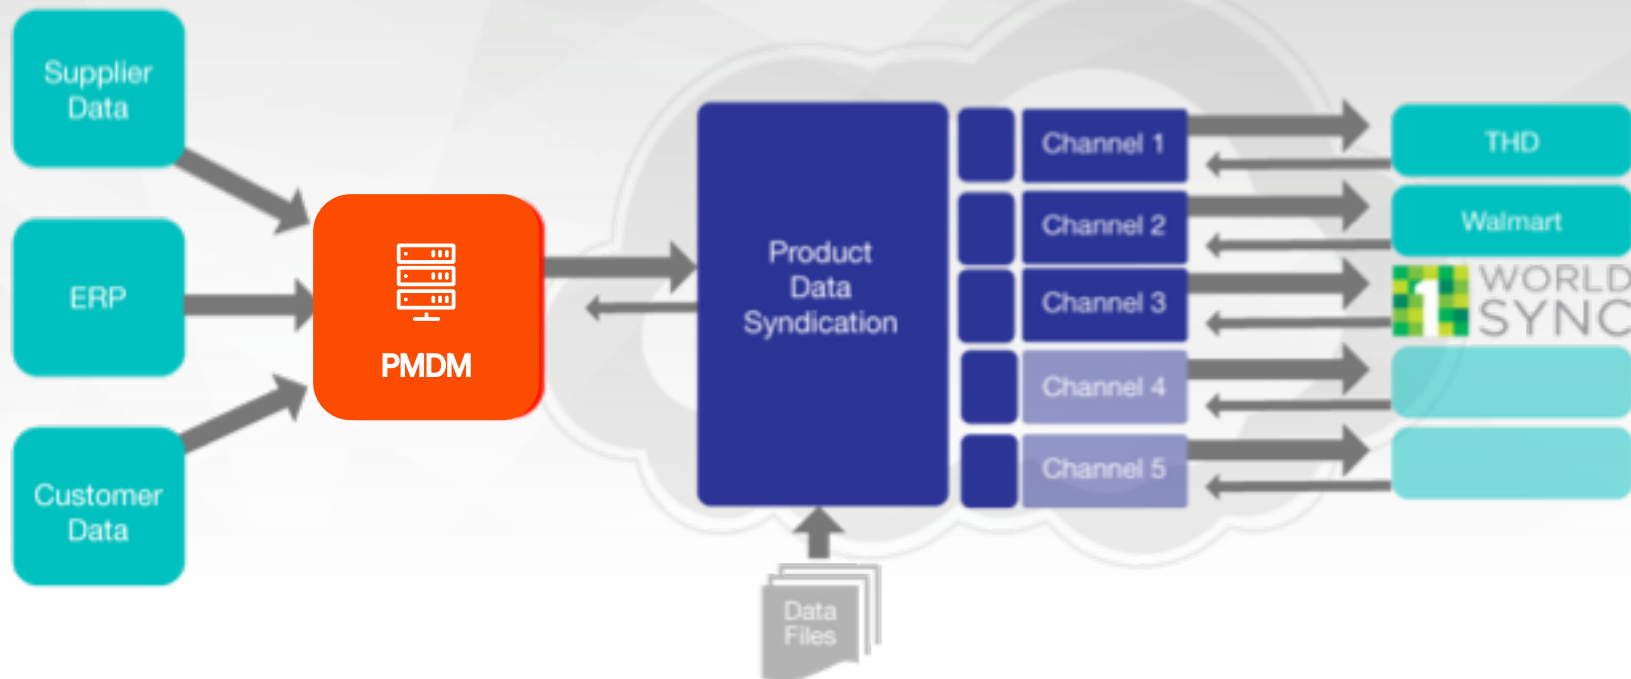 Supplier
Data
ERP
Customer
Data
PMDM
Product
Data
Syndication
Data
Files
Channel 1
Channel 2
Channel 3
Channel 4
Channel 5
THD
Walmart
1 WORLD
SYNC